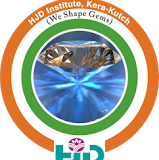 HJD Institute, Kera-Kutch
(We Shape Gems)
HJD